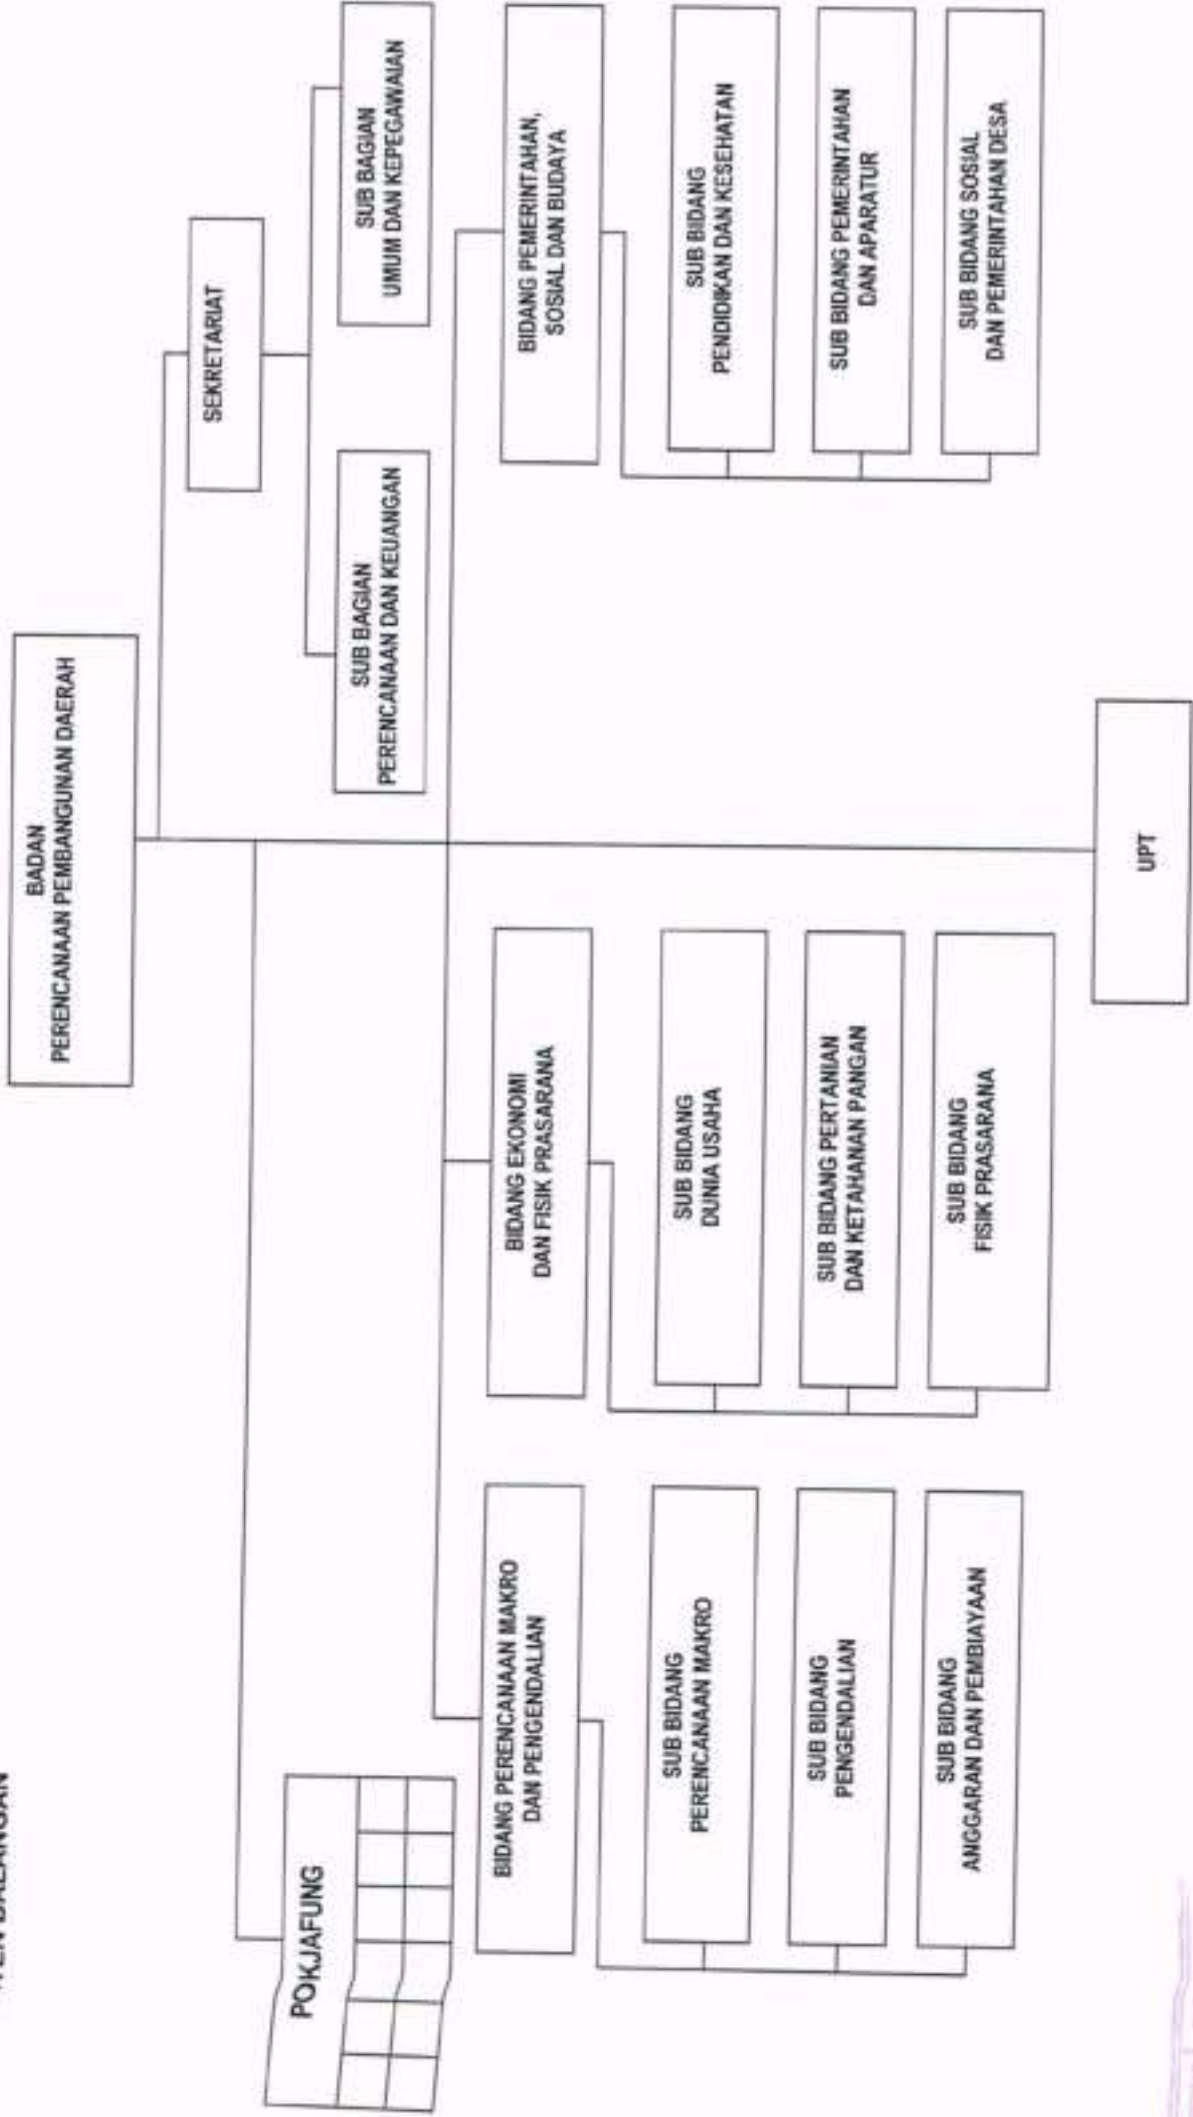 BADAN
PERENCANAAN PEMBANGUNAN DAERAH
SEKRETARIAT
SUB BAGIAN
PERENCANAAN DAN KEUANGAN
SUB BAGIAN
UMUM DAN KEPEGAWAIAN
POKJAFUNG
BIDANG PERENCANAAN MAKRO
DAN PENGENDALIAN
SUB BIDANG
PERENCANAAN MAKRO
SUB BIDANG
PENGENDALIAN
SUB BIDANG
ANGGARAN DAN PEMBIAYAAN
BIDANG EKONOMI
DAN FISIK PRASARANA
SUB BIDANG
DUNIA USAHA
SUB BIDANG PERTANIAN
DAN KETAHANAN PANGAN
SUB BIDANG
FISIK PRASARANA
BIDANG PEMERINTAHAN,
SOSIAL DAN BUDAYA
SUB BIDANG
PENDIDIKAN DAN KESEHATAN
SUB BIDANG PEMERINTAHAN
DAN APARATUR
SUB BIDANG SOSIAL
DAN PEMERINTAHAN DESA
UPT